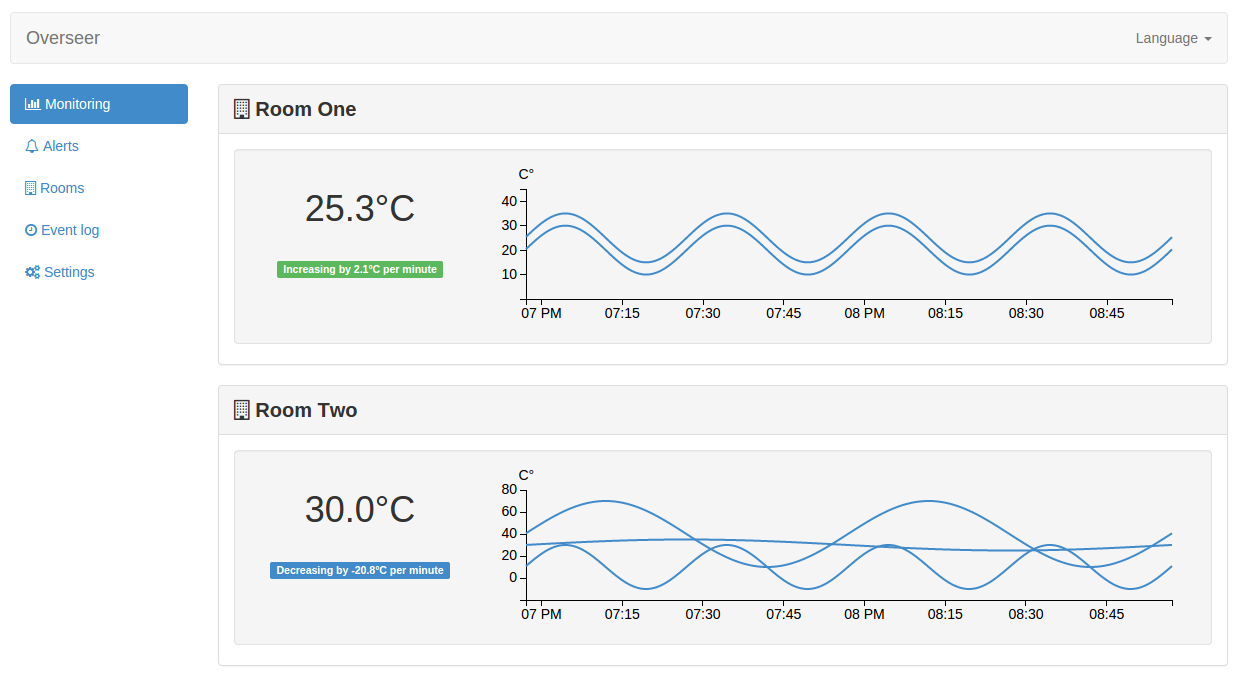 Overseer
Language
Monitoring
Alerts
Rooms
Event log
Settings
Room One
25.3°C
Increasing by 2.1°C per minute
C°
40
30
20
10
07 PM 07:15 07:30 07:45 08 PM 08:15 08:30 08:45
Room Two
30.0°C
Decreasing by -20.8°C per minute
C°
80
60
40
20
0
07 PM 07:15 07:30 07:45 08 PM 08:15 08:30 08:45